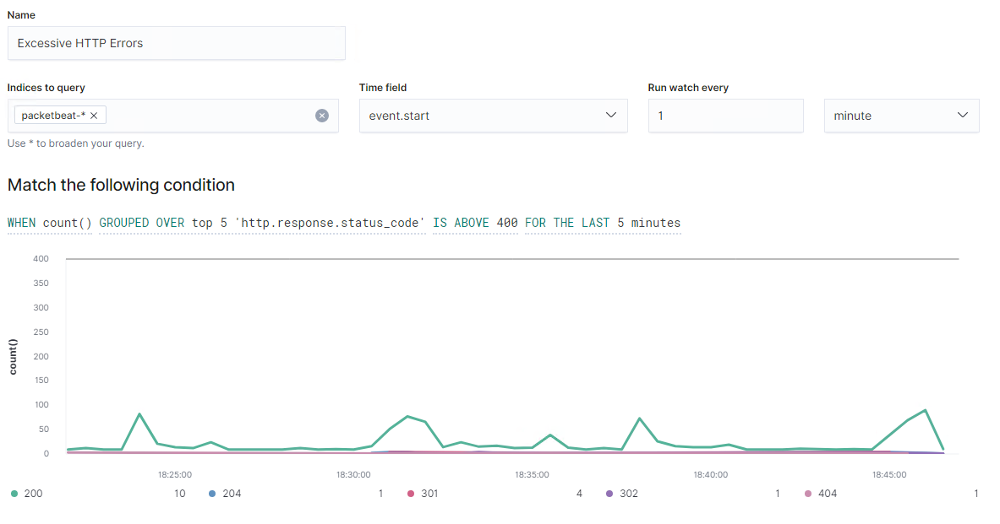 Name
Excessive HTTP Errors
Indices to query Time field Run watch every
packetbeat-* event.start 1 minute
Use * to broaden your query.
Match the following condition
WHEN count() GROUPED OVER top 5 'http.response.status_code' IS ABOVE 400 FOR THE LAST 5 minutes
400
350
300
250
200
150
100
50
0
count()
18:25:00 18:30:00 18:35:00 18:40:00 18:45:00
200 10 204 1 301 4 302 1 404 1